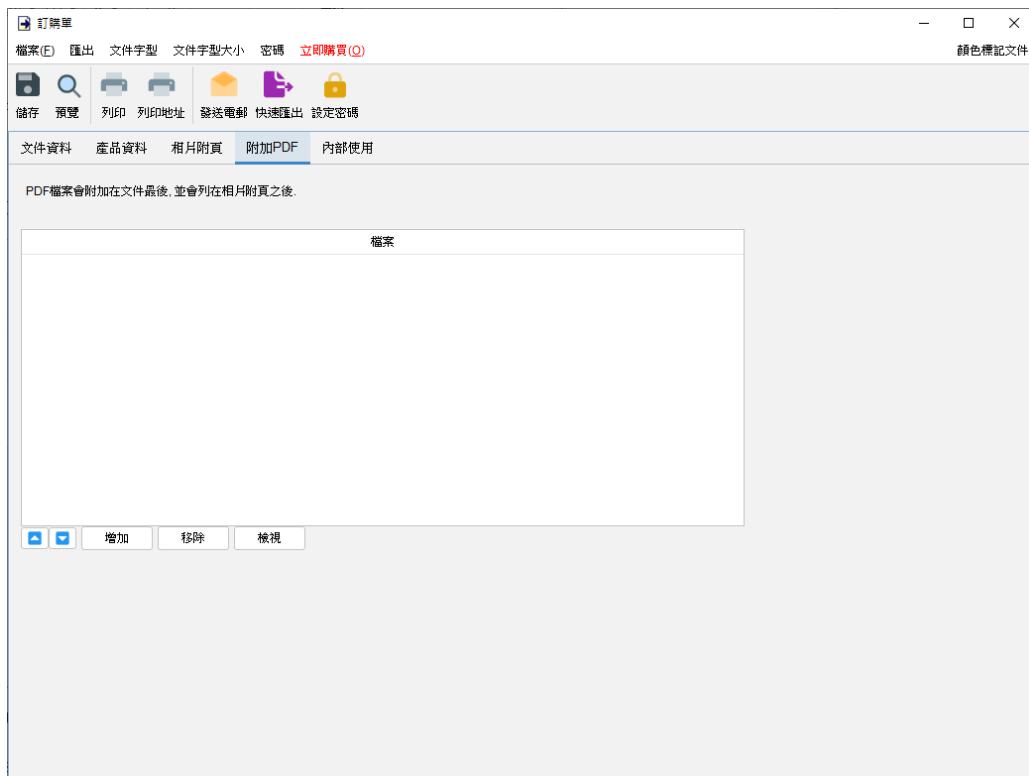 訂購單
檔案(F) 匯出 文件字型 文件字型大小 密碼 立即購買(O) 顏色標記文件
儲存 預覽 列印 列印地址 發送電郵 快速匯出 設定密碼
文件資料 產品資料 相片附頁 附加PDF 內部使用
PDF檔案會附加在文件最後, 並會列在相片附頁之後.
檔案
增加 移除 檢視